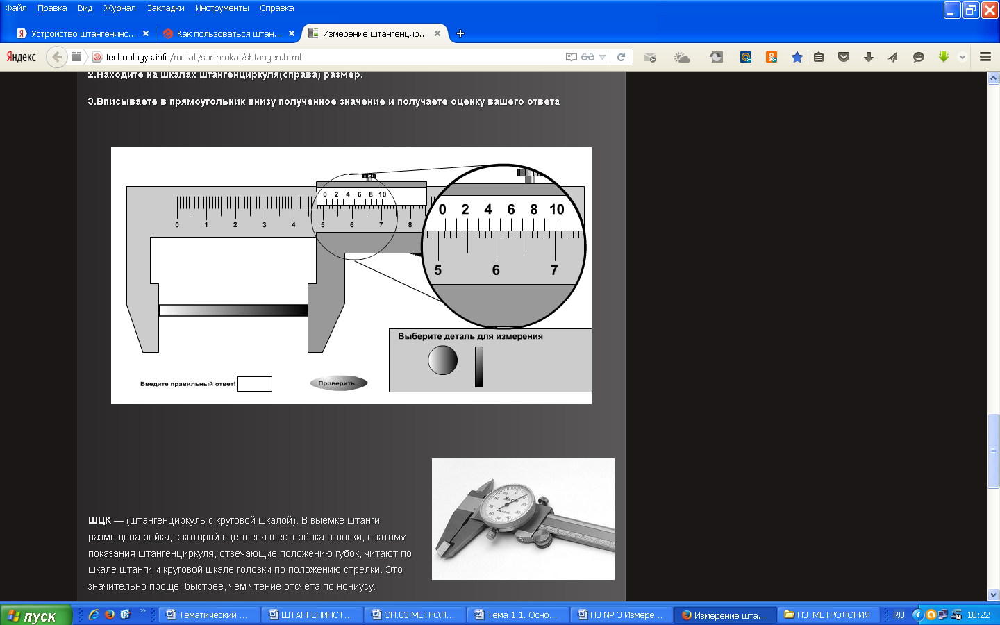 Файл Правка Вид Журнал Закладки Инструменты Справка
Я Устройство штангенинс... × Как пользоваться штан... × Измерение штангенцир... × +
Яндекс technologys.info/metall/sortprokat/shtangen.html
2.Находите на шкалах штангенциркуля(справа) размер.
3.Вписываете в прямоугольник внизу полученное значение и получаете оценку вашего ответа
0 2 4 6 8 10
0 1 2 3 4 5 6 7 8
0 2 4 6 8 10
5 6 7
Выберите деталь для измерения
Введите правильный ответ!
Проверить
ШЦК — (штангенциркуль с круговой шкалой). В выемке штанги
размещена рейка, с которой сцеплена шестерёнка головки, поэтому
показания штангенциркуля, отвечающие положению губок, читают по
шкале штанги и круговой шкале головки по положению стрелки. Это
значительно проще, быстрее, чем чтение отсчёта по нониусу.
пуск Тематический ... ШТАНГЕНИНСТ... ОП.03 МЕТРОЛ... Тема 1.1. Осно... ПЗ № 3 Измере... Измерение шта... ПЗ_МЕТРОЛОГИЯ RU 10:22